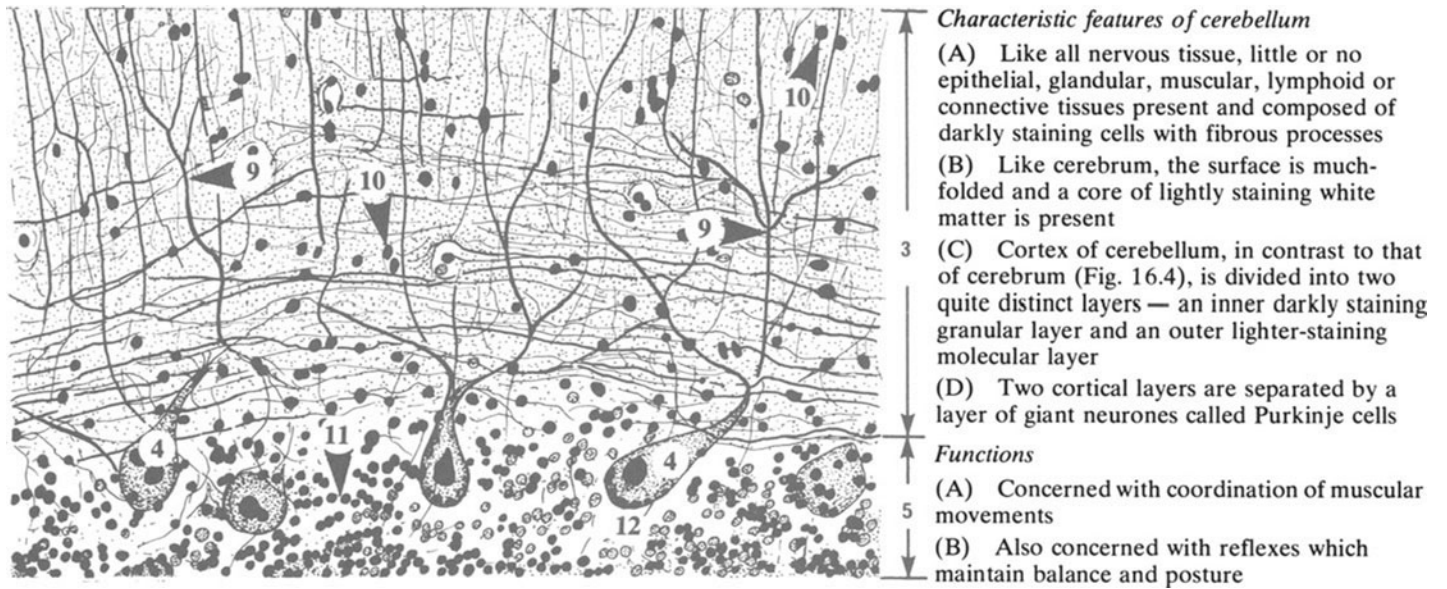 10
9
10
9
4
11
4
12
3
5
Characteristic features of cerebellum
(A) Like all nervous tissue, little or no
epithelial, glandular, muscular, lymphoid or
connective tissues present and composed of
darkly staining cells with fibrous processes
(B) Like cerebrum, the surface is much-
folded and a core of lightly staining white
matter is present
(C) Cortex of cerebellum, in contrast to that
of cerebrum (Fig. 16.4), is divided into two
quite distinct layers — an inner darkly staining
granular layer and an outer lighter-staining
molecular layer
(D) Two cortical layers are separated by a
layer of giant neurones called Purkinje cells
Functions
(A) Concerned with coordination of muscular
movements
(B) Also concerned with reflexes which
maintain balance and posture